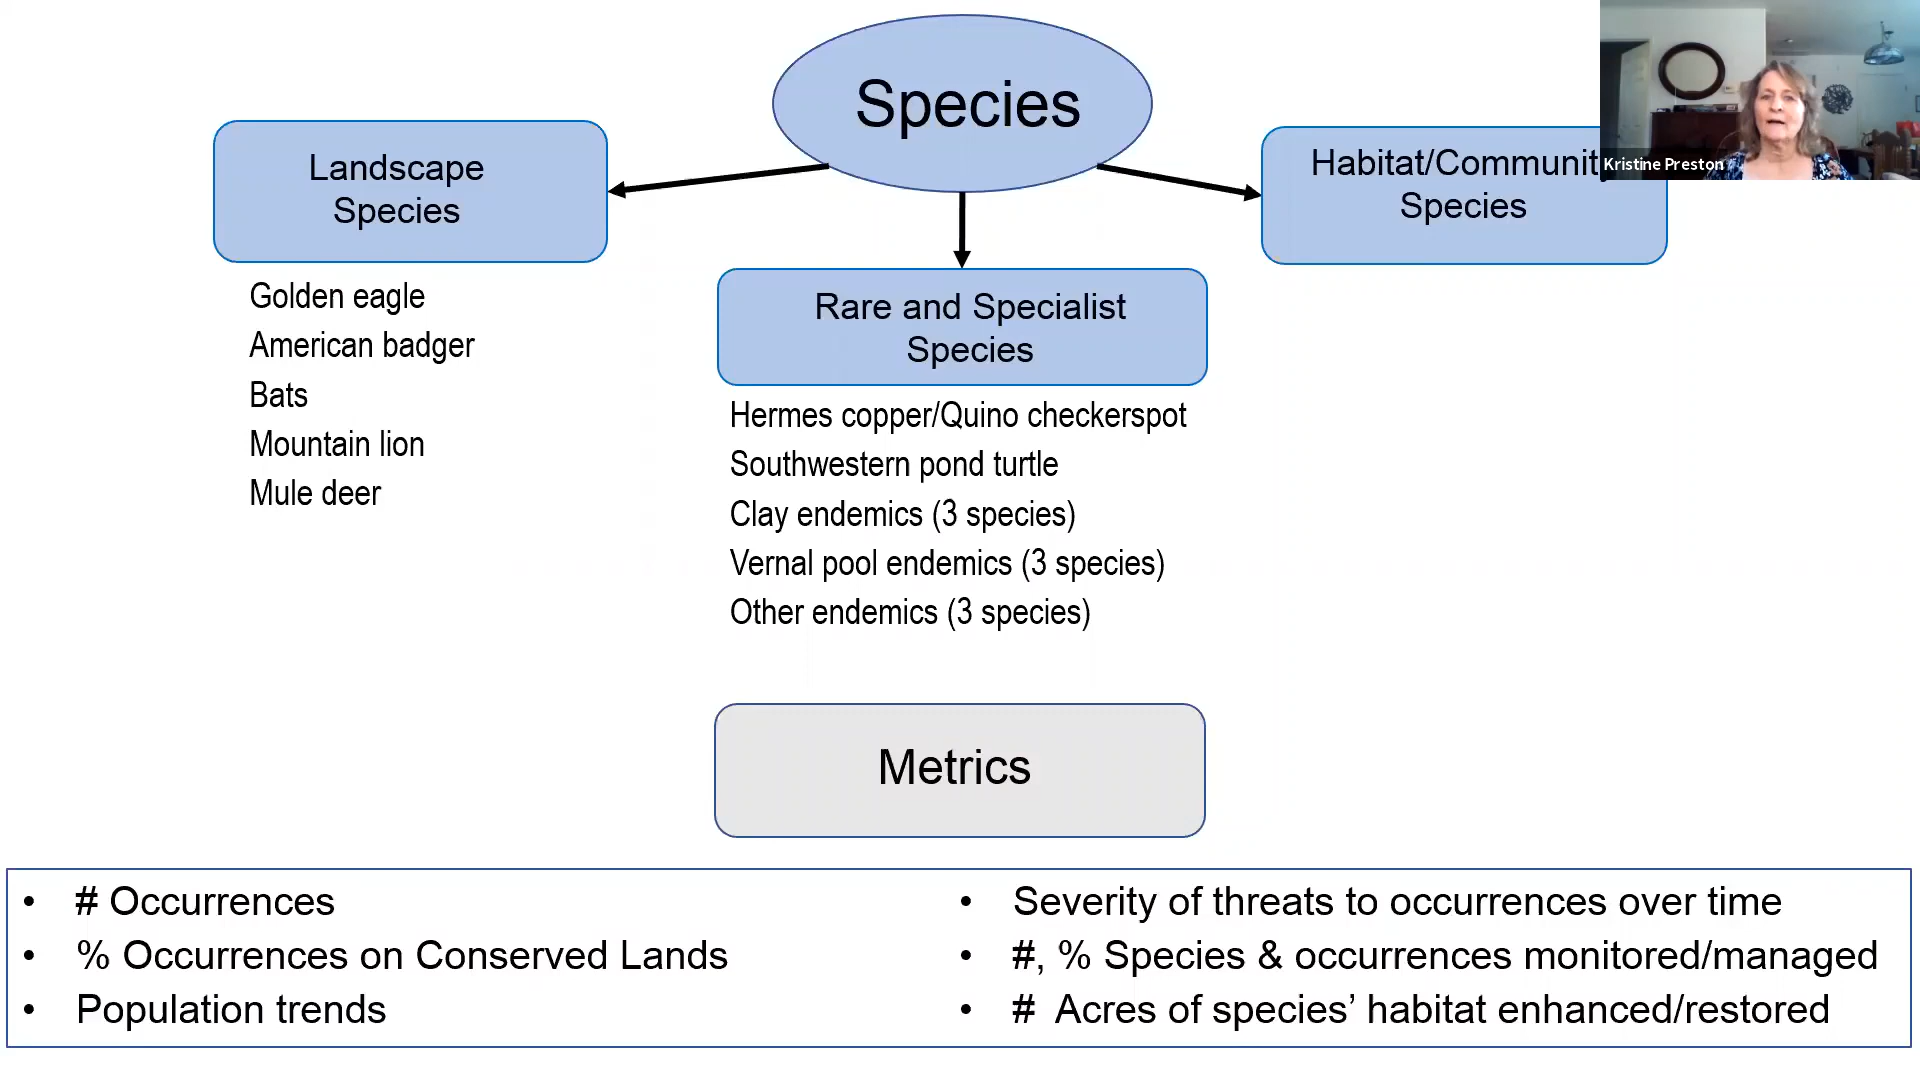 Species
Landscape
Species
Golden eagle
American badger
Bats
Mountain lion
Mule deer
Rare and Specialist
Species
Hermes copper/Quino checkerspot
Southwestern pond turtle
Clay endemics (3 species)
Vernal pool endemics (3 species)
Other endemics (3 species)
Habitat/Communit
Species
Kristine Preston
Metrics
• # Occurrences
• % Occurrences on Conserved Lands
• Population trends
• Severity of threats to occurrences over time
• #, % Species & occurrences monitored/managed
• # Acres of species’ habitat enhanced/restored